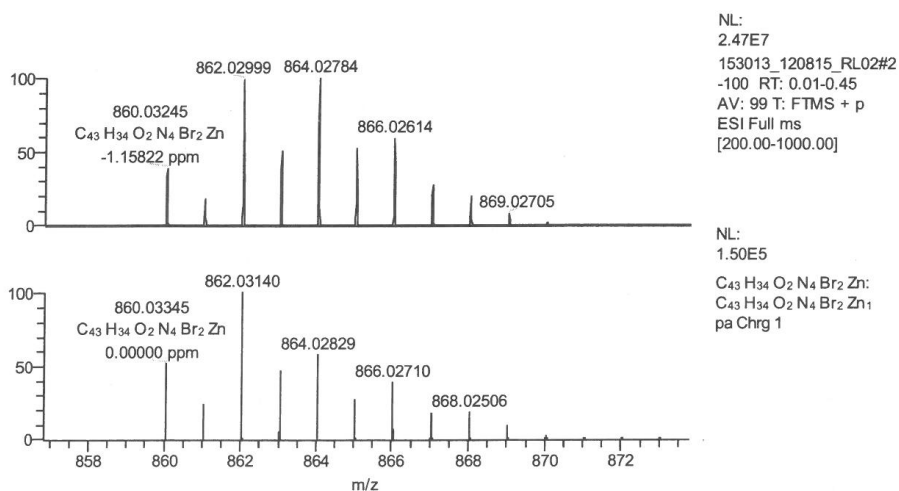 NL:
2.47E7
153013_120815_RL02#2
-100 RT: 0.01-0.45
AV: 99 T: FTMS + p
ESI Full ms
[200.00-1000.00]
100
50
0
862.02999
864.02784
860.03245
C43 H34 O2 N4 Br2 Zn
-1.15822 ppm
866.02614
869.02705
NL:
1.50E5
C43 H34 O2 N4 Br2 Zn:
C43 H34 O2 N4 Br2 Zn1
pa Chrg 1
100
50
0
862.03140
860.03345
C43 H34 O2 N4 Br2 Zn
0.00000 ppm
864.02829
866.02710
868.02506
858 860 862 864 866 868 870 872
m/z